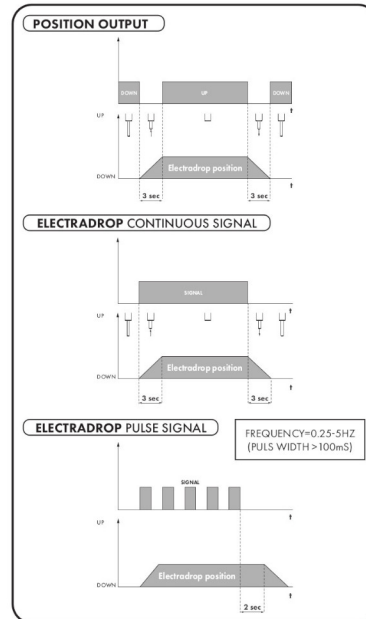 POSITION OUTPUT
DOWN UP DOWN
t
UP
Electradrop position
DOWN
t
3 sec 3 sec
ELECTRADROP CONTINUOUS SIGNAL
SIGNAL
t
UP
Electradrop position
DOWN
t
3 sec 3 sec
ELECTRADROP PULSE SIGNAL
FREQUENCY=0.25-5HZ
(PULS WIDTH >100mS)
SIGNAL
t
UP
Electradrop position
DOWN
t
2 sec